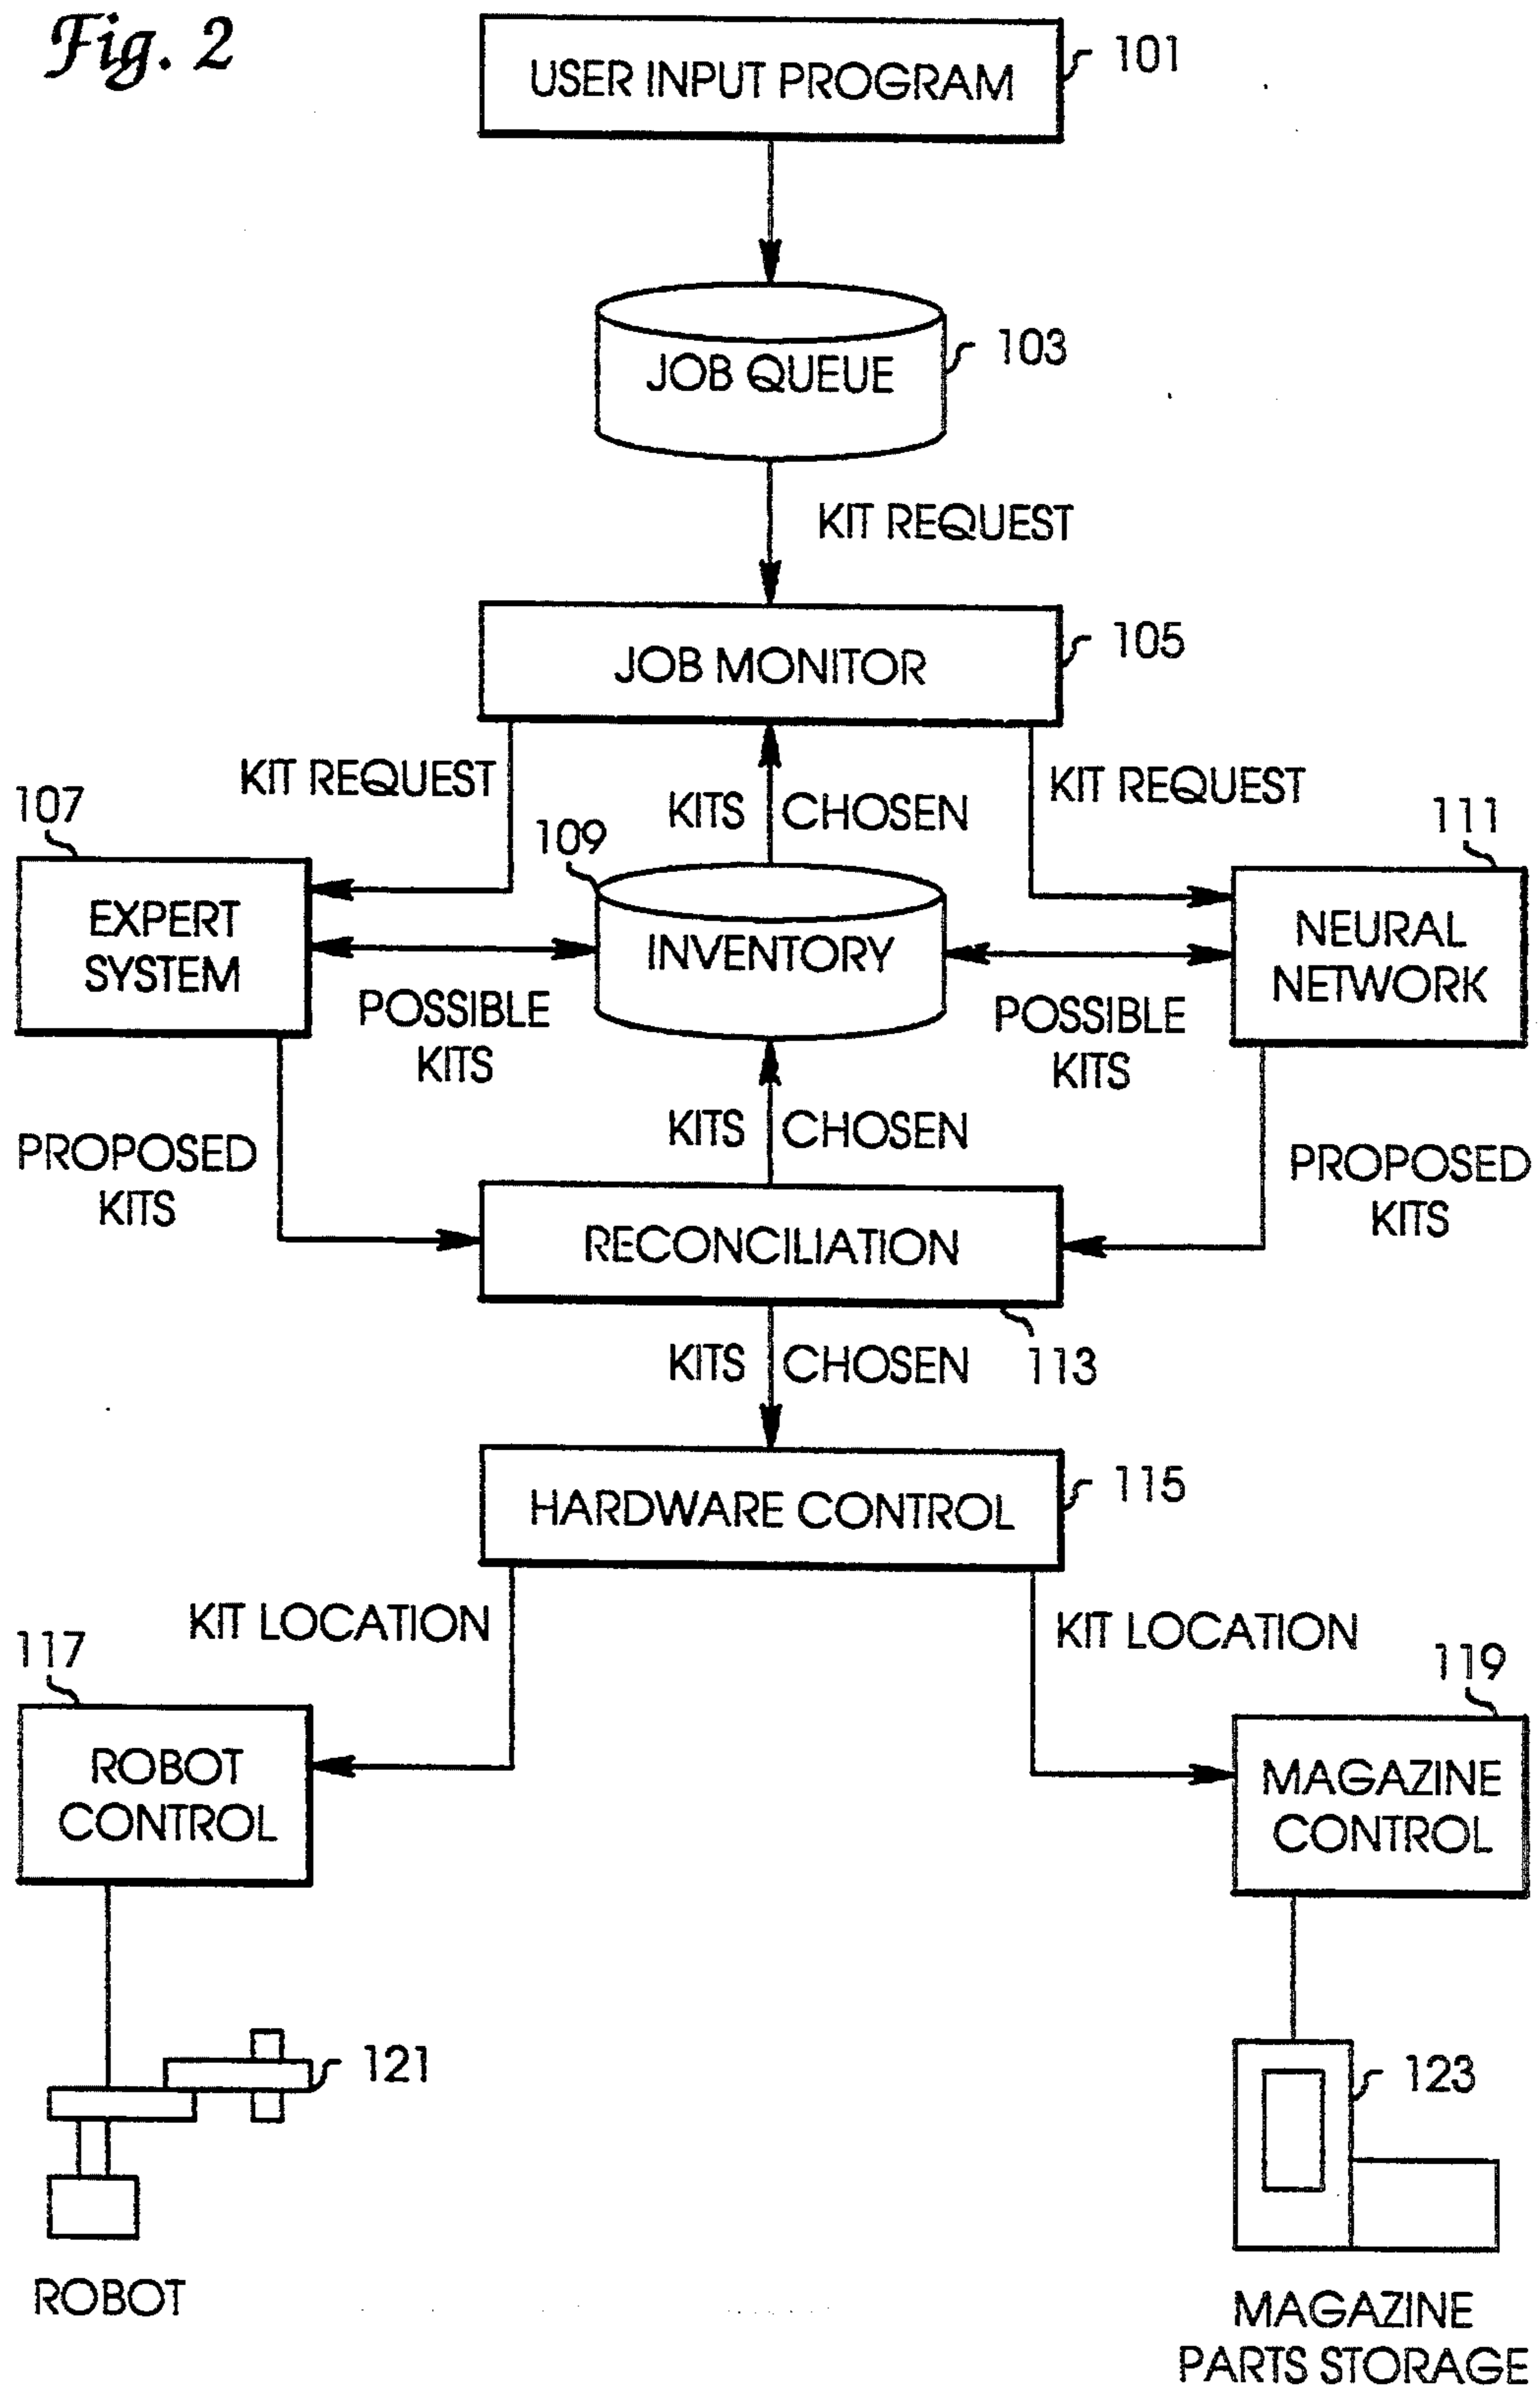 Fig. 2
USER INPUT PROGRAM
101
JOB QUEUE
103
KIT REQUEST
JOB MONITOR
105
KIT REQUEST
KITS CHOSEN
KIT REQUEST
107
109
111
EXPERT
SYSTEM
INVENTORY
NEURAL
NETWORK
POSSIBLE
KITS
POSSIBLE
KITS
PROPOSED
KITS
KITS CHOSEN
PROPOSED
KITS
RECONCILIATION
113
KITS CHOSEN
HARDWARE CONTROL
115
KIT LOCATION
KIT LOCATION
117
119
ROBOT
CONTROL
MAGAZINE
CONTROL
121
123
ROBOT
MAGAZINE
PARTS STORAGE